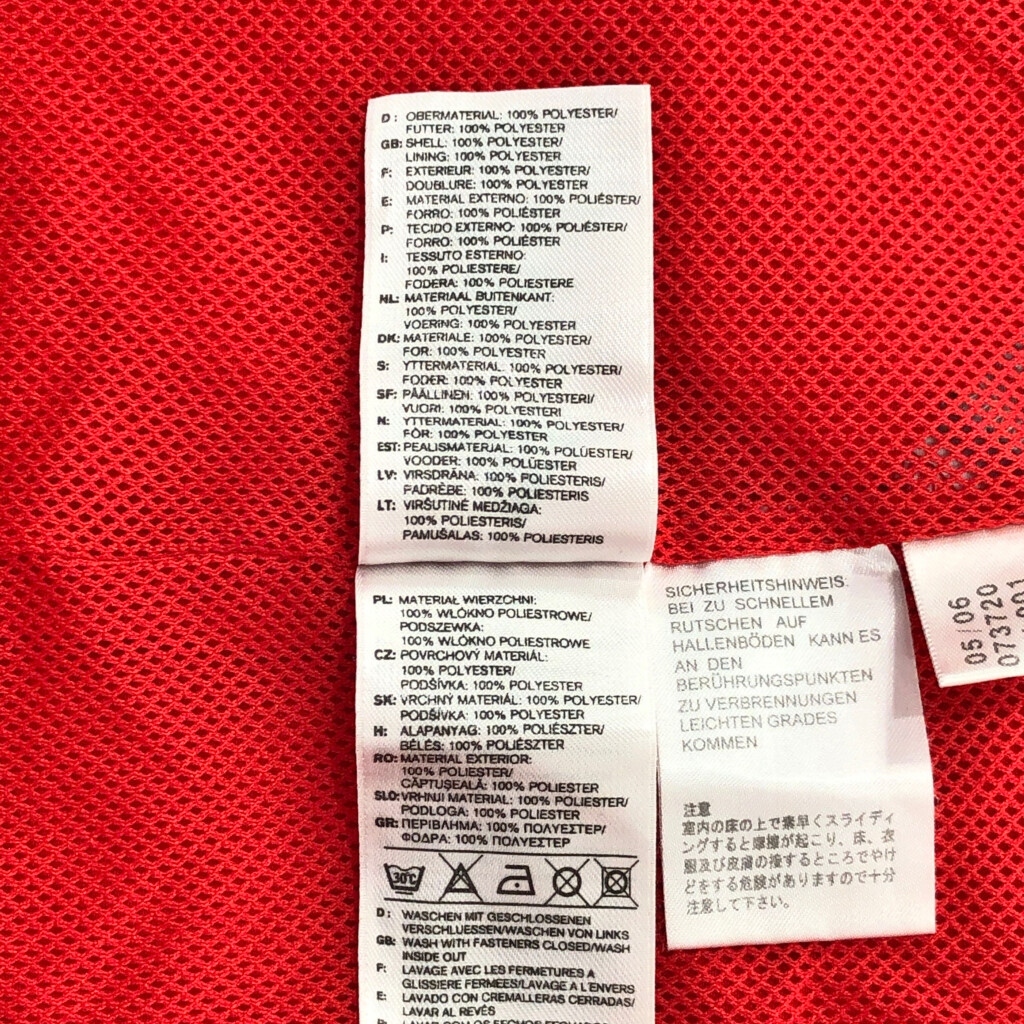 D: OBERMATERIAL: 100% POLYESTER/
FUTTER: 100% POLYESTER
GB: SHELL: 100% POLYESTER/
LINING: 100% POLYESTER
F: EXTERIEUR: 100% POLYESTER/
DOUBLURE: 100% POLYESTER
E: MATERIAL EXTERNO: 100% POLIÉSTER/
FORRO: 100% POLIÉSTER
P: TECIDO EXTERNO: 100% POLIÉSTER/
FORRO: 100% POLIÉSTER
I: TESSUTO ESTERNO:
100% POLIESTERE/
FODERA: 100% POLIESTERE
NL: MATERIAAL BUITENKANT:
100% POLYESTER/
VOERING: 100% POLYESTER
DK: MATERIALE: 100% POLYESTER/
FOR: 100% POLYESTER
S: YTTERMATERIAL: 100% POLYESTER/
FODER: 100% POLYESTER
SF: PÄÄLLINEN: 100% POLYESTERI/
VUORI: 100% POLYESTERI
N: YTTERMATERIAL: 100% POLYESTER/
FÔR: 100% POLYESTER
EST: PEALISMATERJAL: 100% POLÜESTER/
VOODER: 100% POLÜESTER
LV: VIRSDRĀNA: 100% POLIESTERIS/
PADRĒBE: 100% POLIESTERIS
LT: VIRŠUTINĖ MEDŽIAGA:
100% POLIESTERIS/
PAMUŠALAS: 100% POLIESTERIS
PL: MATERIAŁ WIERZCHNI:
100% WŁÓKNO POLIESTROWE/
PODSZEWKA:
100% WŁÓKNO POLIESTROWE
CZ: POVRCHOVÝ MATERIÁL:
100% POLYESTER/
PODŠÍVKA: 100% POLYESTER
SK: VRCHNÝ MATERIÁL: 100% POLYESTER/
PODŠÍVKA: 100% POLYESTER
H: ALAPANYAG: 100% POLIÉSZTER/
BÉLÉS: 100% POLIÉSZTER
RO: MATERIAL EXTERIOR:
100% POLIESTER/
CĂPTUŞEALĂ: 100% POLIESTER
SLO: VRHNJI MATERIAL: 100% POLIESTER/
PODLOGA: 100% POLIESTER
GR: ΠΕΡΙΒΛΗΜΑ: 100% ΠΟΛΥΕΣΤΕΡ/
ΦΟΔΡΑ: 100% ΠΟΛΥΕΣΤΕΡ
30°C
D: WASCHEN MIT GESCHLOSSENEN
VERSCHLUESSEN/WASCHEN VON LINKS
GB: WASH WITH FASTENERS CLOSED/WASH
INSIDE OUT
F: LAVAGE AVEC LES FERMETURES A
GLISSIERE FERMEES/LAVAGE A L'ENVERS
E: LAVADO CON CREMALLERAS CERRADAS/
LAVAR AL REVÉS
SICHERHEITSHINWEIS:
BEI ZU SCHNELLEM
RUTSCHEN AUF
HALLENBÖDEN KANN ES
AN DEN
BERÜHRUNGSPUNKTEN
ZU VERBRENNUNGEN
LEICHTEN GRADES
KOMMEN
注意
室内の床の上で素早くスライディ
ングすると摩擦が起こり、床、衣
服及び皮膚の接するところでやけ
どをする危険がありますので十分
注意して下さい。
05/06
073720